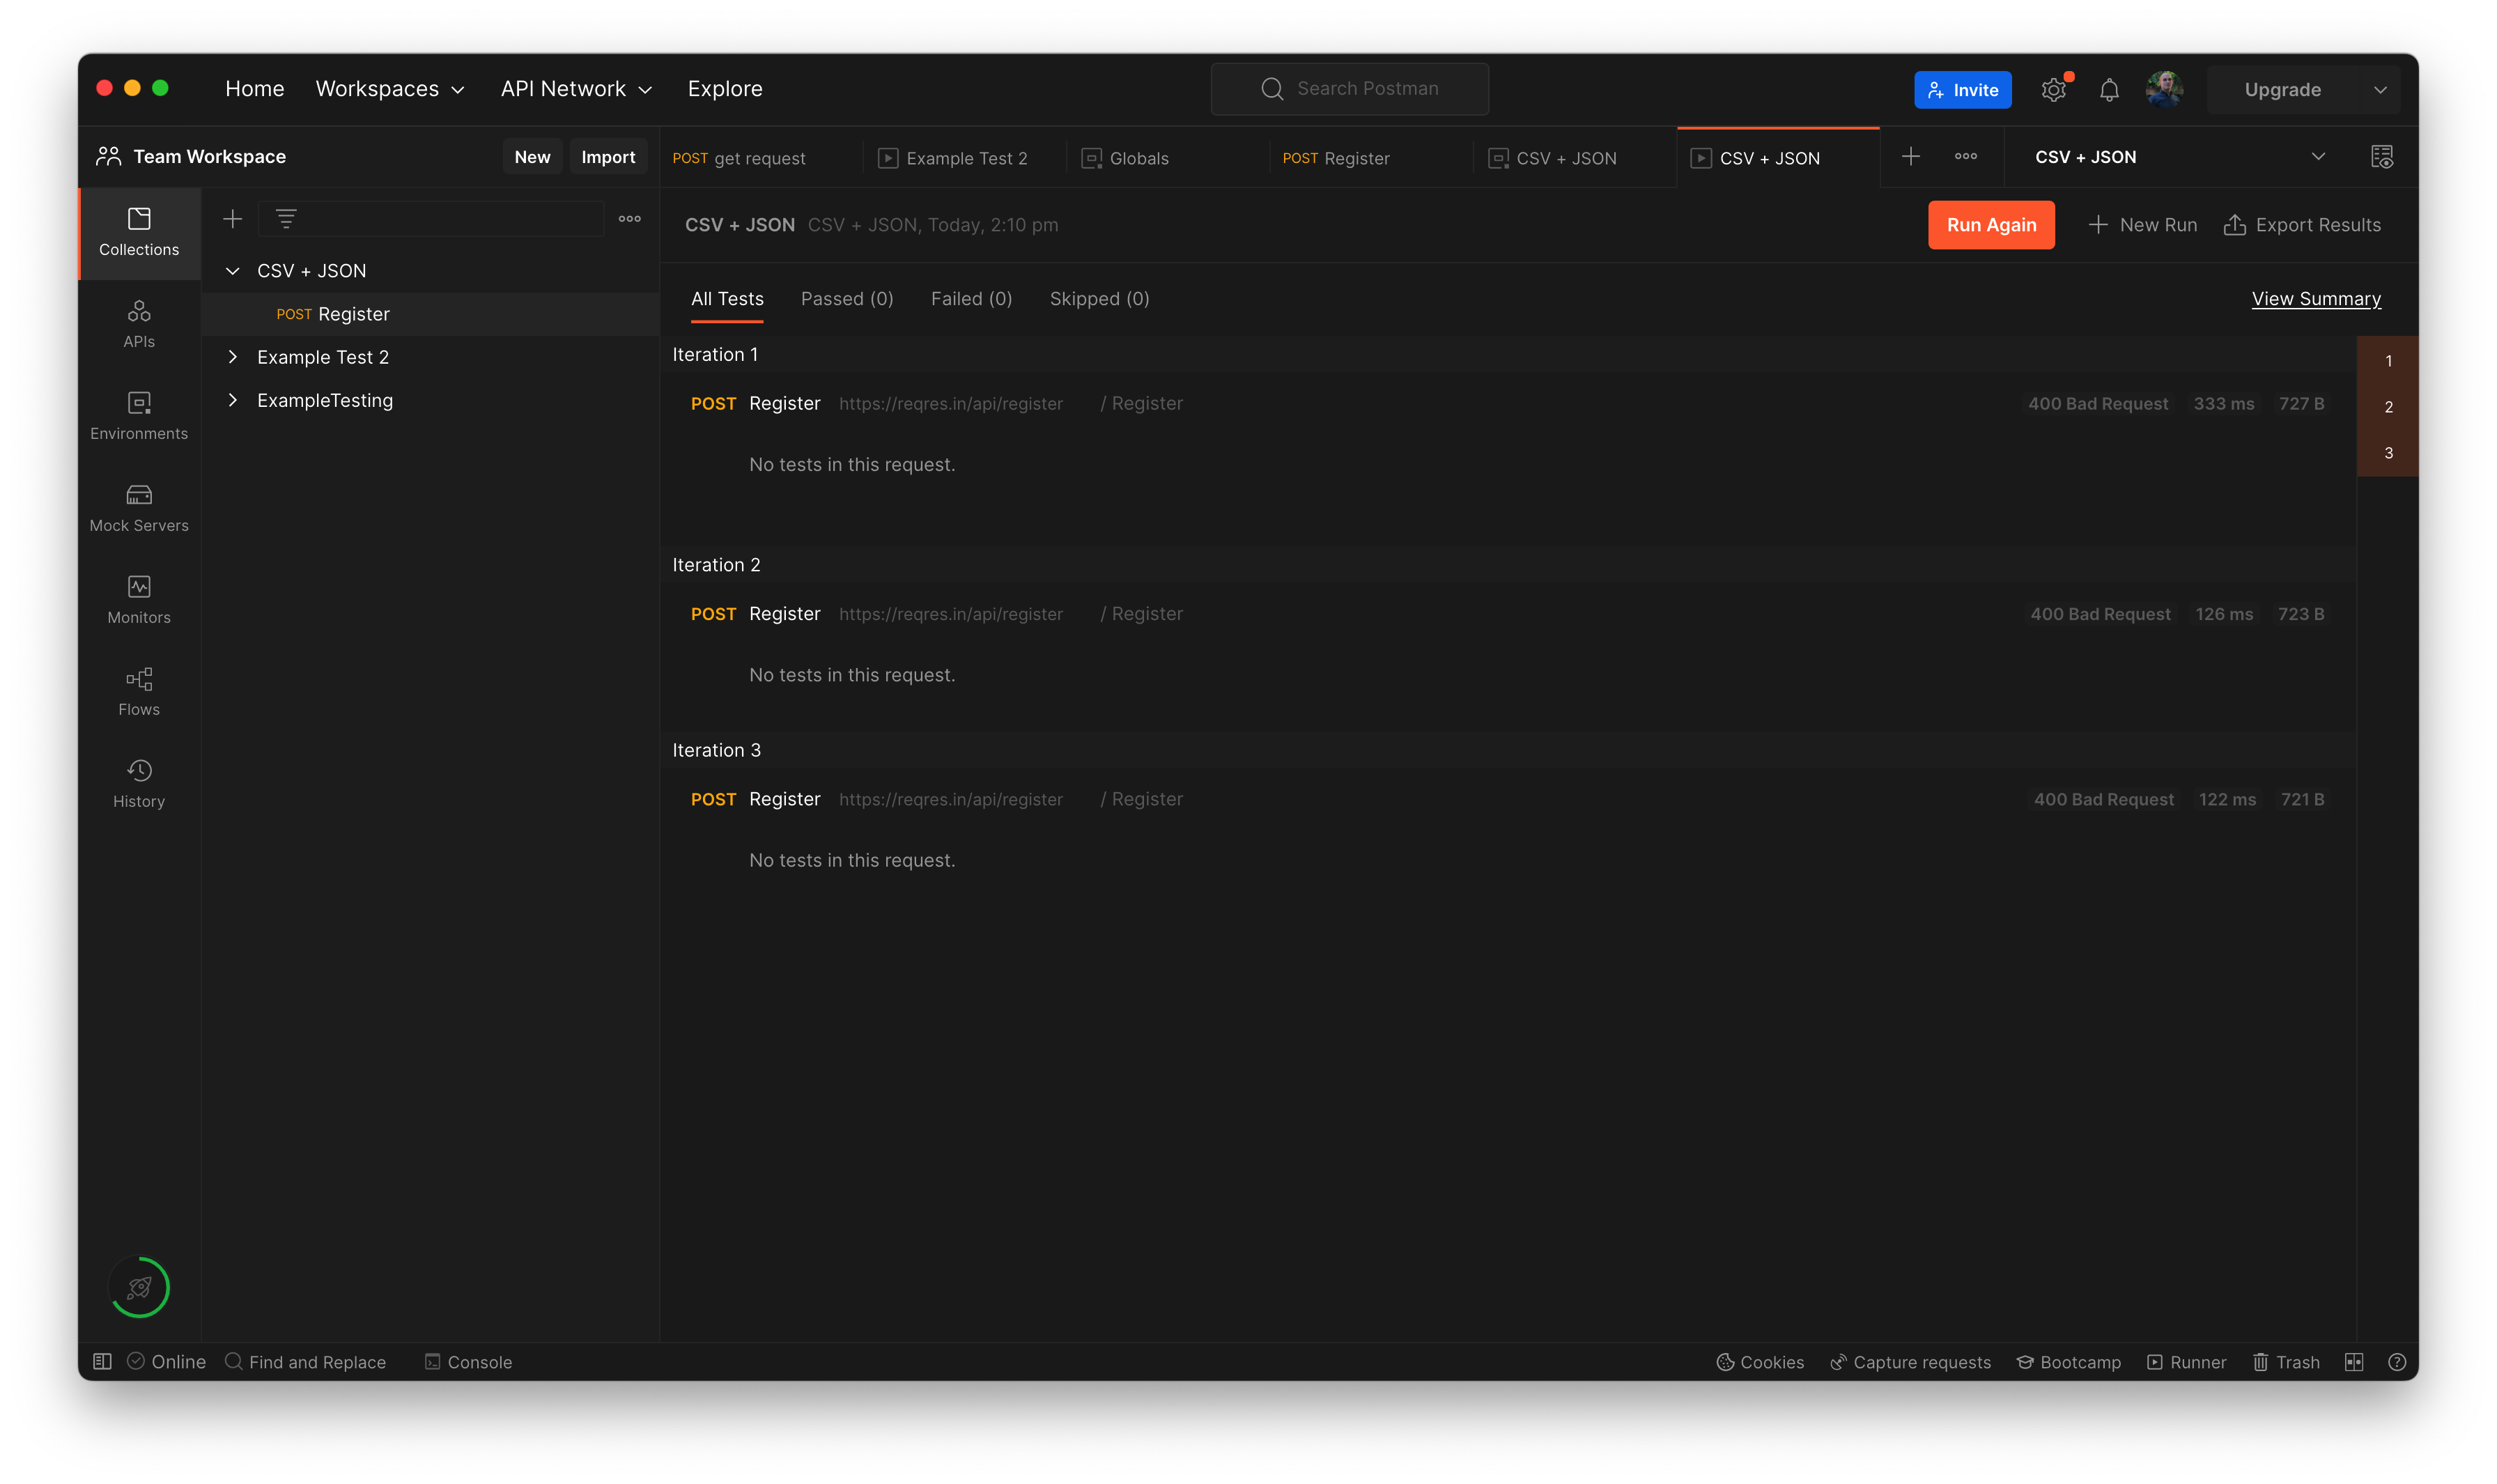 Home Workspaces API Network Explore Search Postman Invite Upgrade
Team Workspace New Import
POST get request Example Test 2 Globals POST Register CSV + JSON CSV + JSON CSV + JSON
Collections
APIs
Environments
Mock Servers
Monitors
Flows
History
CSV + JSON
POST Register
Example Test 2
ExampleTesting
CSV + JSON CSV + JSON, Today, 2:10 pm Run Again New Run Export Results
All Tests Passed (0) Failed (0) Skipped (0) View Summary
Iteration 1
POST Register https://reqres.in/api/register / Register 400 Bad Request 333 ms 727 B
No tests in this request.
Iteration 2
POST Register https://reqres.in/api/register / Register 400 Bad Request 126 ms 723 B
No tests in this request.
Iteration 3
POST Register https://reqres.in/api/register / Register 400 Bad Request 122 ms 721 B
No tests in this request.
1
2
3
Online Find and Replace Console Cookies Capture requests Bootcamp Runner Trash